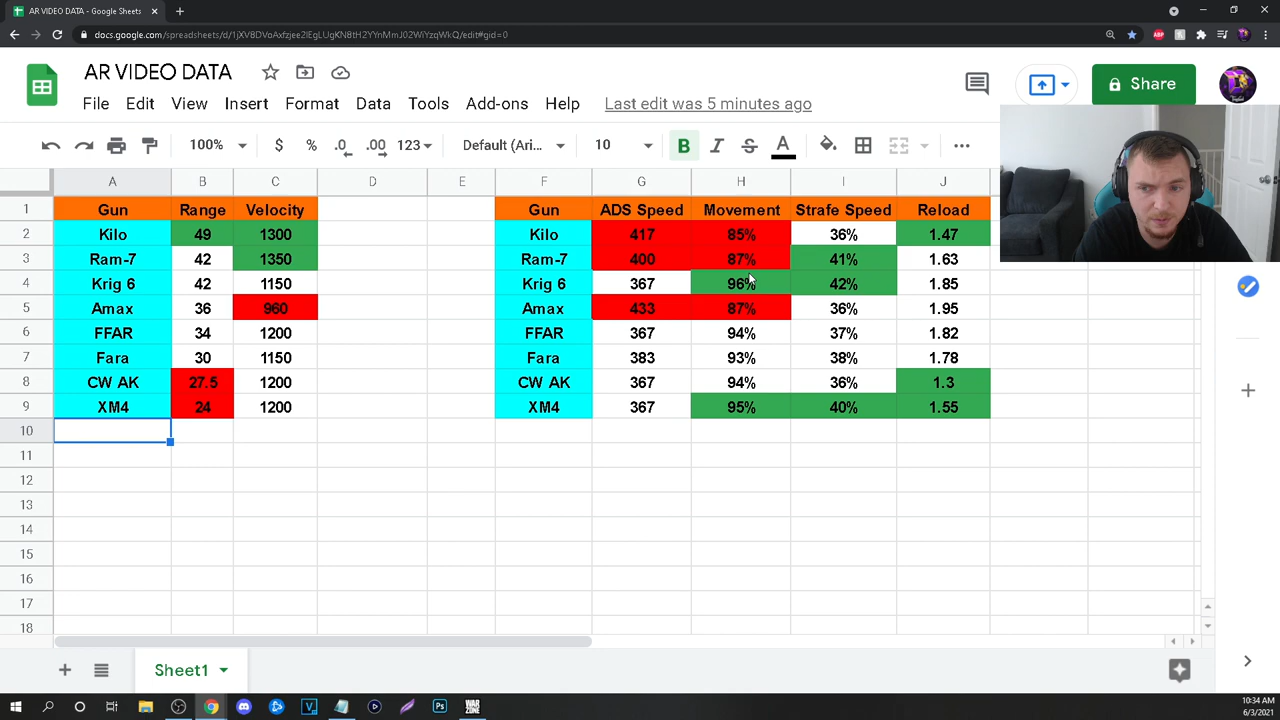 AR VIDEO DATA - Google Sheets
docs.google.com/spreadsheets/d/1jXV8DVoAxfzjee2IEgLUgKN8tH2YYnMmJ02WiYzqWkQ/edit#gid=0
AR VIDEO DATA
File Edit View Insert Format Data Tools Add-ons Help Last edit was 5 minutes ago
Share
100% $ % .0 .00 123 Default (Ari... 10 B I S A
A B C D E F G H I J
1 Gun Range Velocity Gun ADS Speed Movement Strafe Speed Reload
2 Kilo 49 1300 Kilo 417 85% 36% 1.47
3 Ram-7 42 1350 Ram-7 400 87% 41% 1.63
4 Krig 6 42 1150 Krig 6 367 96% 42% 1.85
5 Amax 36 960 Amax 433 87% 36% 1.95
6 FFAR 34 1200 FFAR 367 94% 37% 1.82
7 Fara 30 1150 Fara 383 93% 38% 1.78
8 CW AK 27.5 1200 CW AK 367 94% 36% 1.3
9 XM4 24 1200 XM4 367 95% 40% 1.55
10
11
12
13
14
15
16
17
18
Sheet1
10:34 AM
6/3/2021